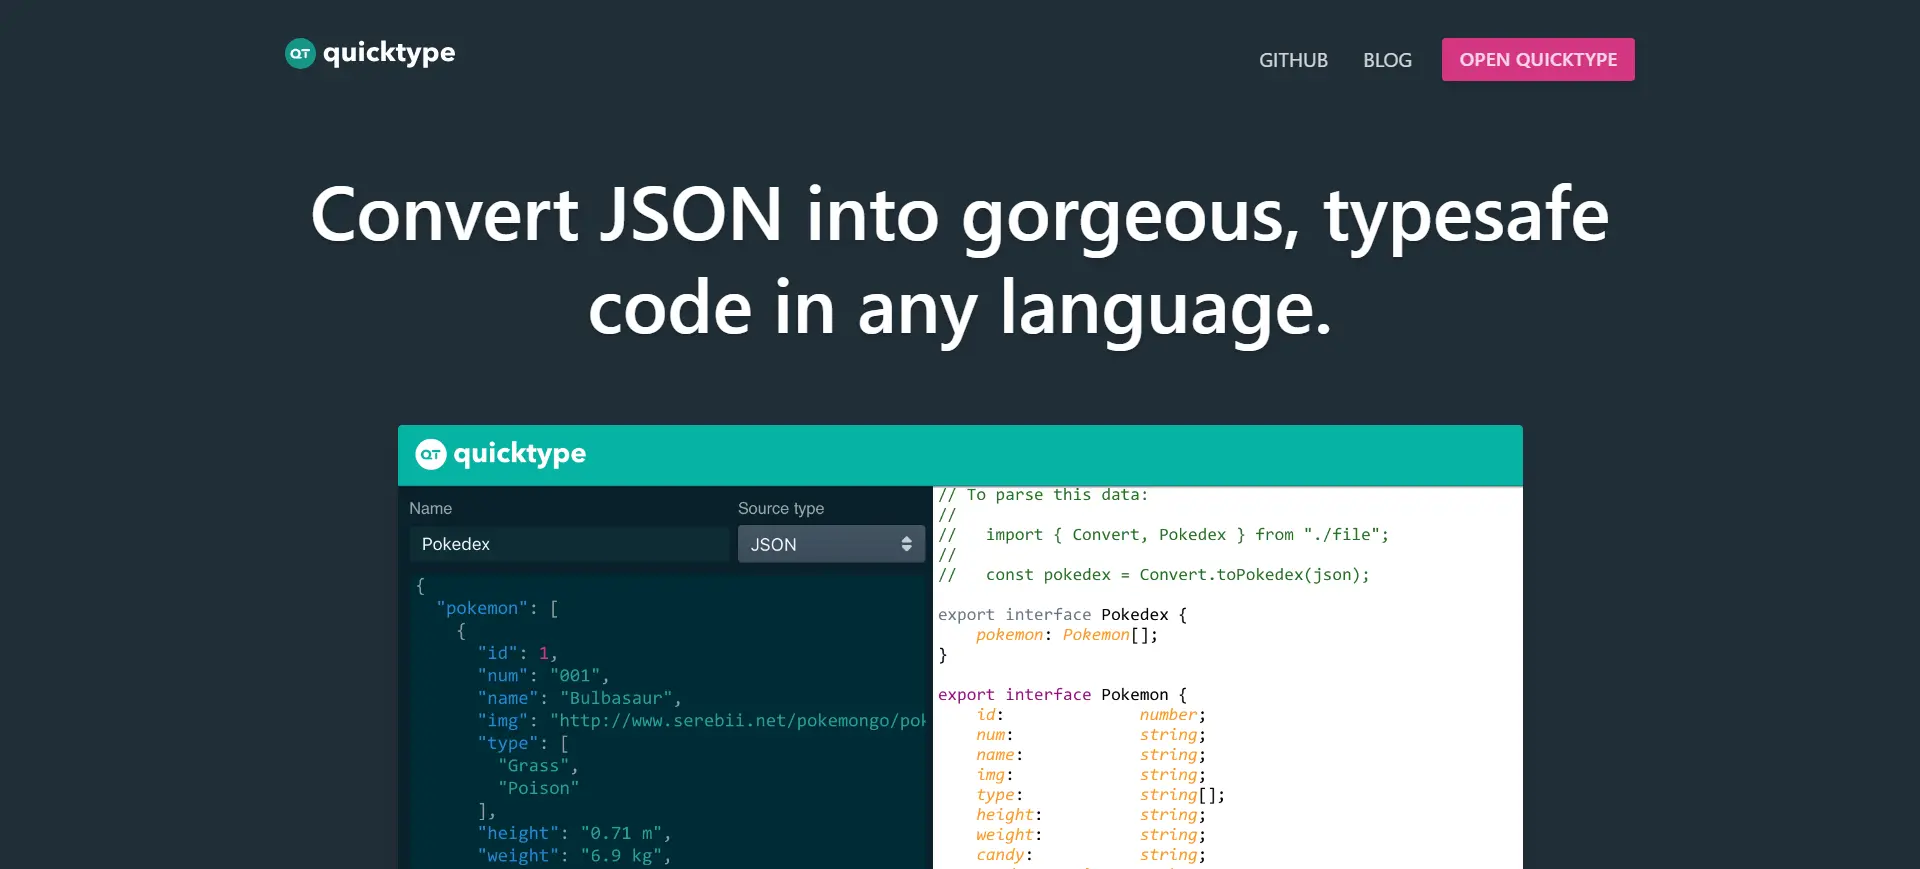 QT quicktype
GITHUB
BLOG
OPEN QUICKTYPE
Convert JSON into gorgeous, typesafe
code in any language.
QT quicktype
Name
Source type
Pokedex
JSON
{
"pokemon": [
{
"id": 1,
"num": "001",
"name": "Bulbasaur",
"img": "http://www.serebii.net/pokemongo/pok
"type": [
"Grass",
"Poison"
],
"height": "0.71 m",
"weight": "6.9 kg",
// To parse this data:
//
//   import { Convert, Pokedex } from "./file";
//
//   const pokedex = Convert.toPokedex(json);
export interface Pokedex {
pokemon: Pokemon[];
}
export interface Pokemon {
id: number;
num: string;
name: string;
img: string;
type: string[];
height: string;
weight: string;
candy: string;